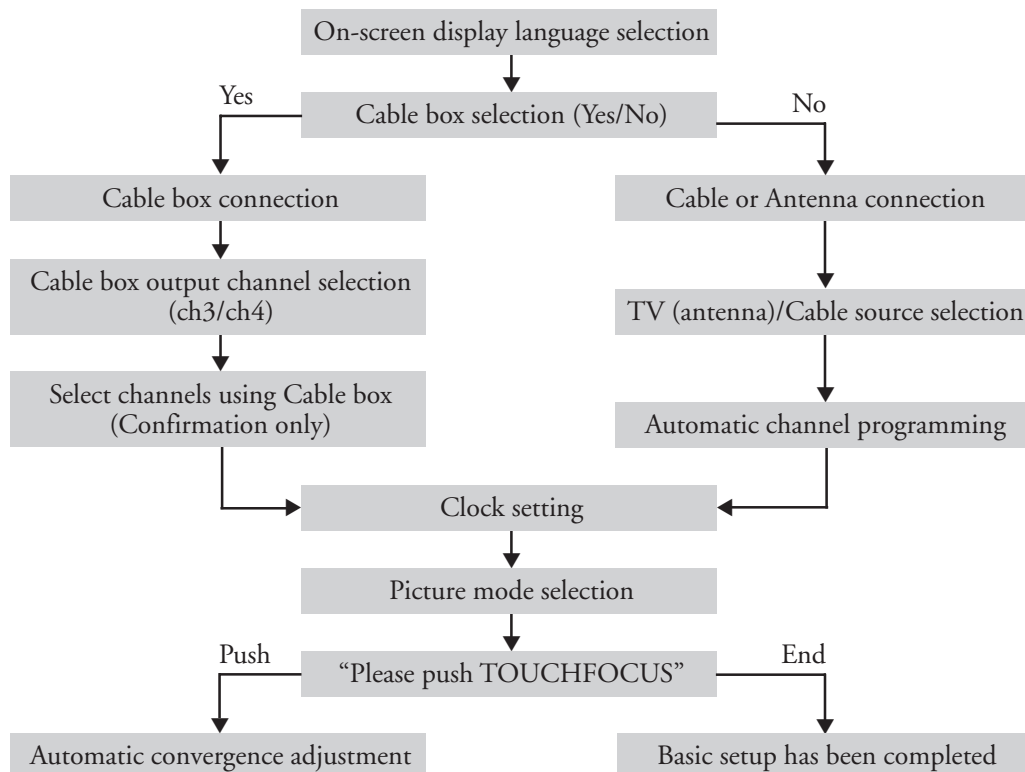 On-screen display language selection
Yes
No
Cable box selection (Yes/No)
Cable box connection
Cable or Antenna connection
Cable box output channel selection
(ch3/ch4)
TV (antenna)/Cable source selection
Select channels using Cable box
(Confirmation only)
Automatic channel programming
Clock setting
Picture mode selection
Push
End
“Please push TOUCHFOCUS”
Automatic convergence adjustment
Basic setup has been completed